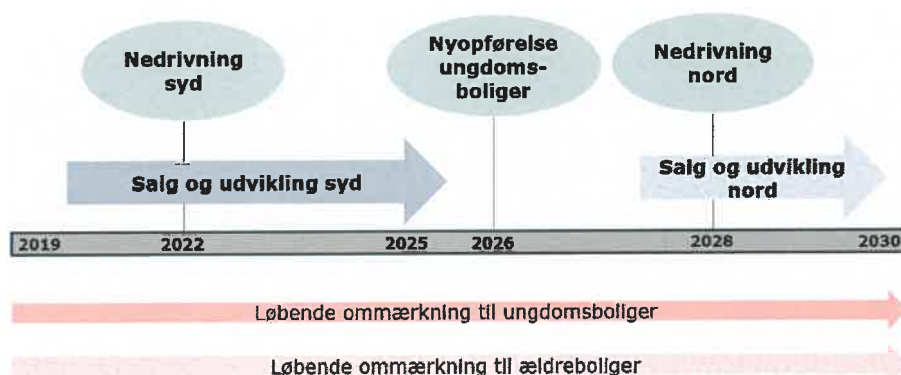 Nedrivning
syd
Nyopførelse
ungdoms-
boliger
Nedrivning
nord
Salg og udvikling syd
Salg og udvikling
nord
2019 2022 2025 2026 2028 2030
Løbende ommærkning til ungdomsboliger
Løbende ommærkning til ældreboliger